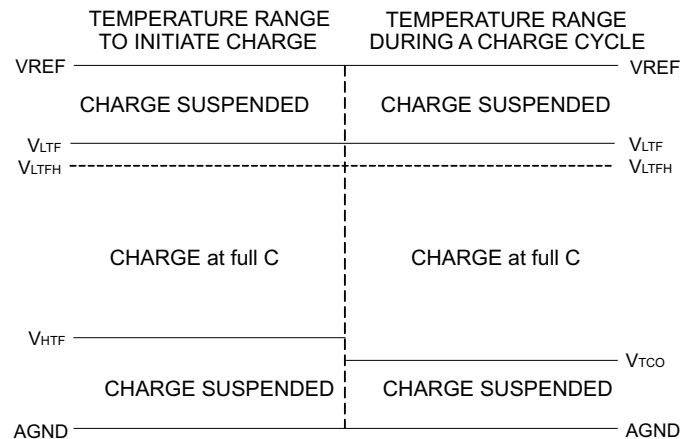 TEMPERATURE RANGE
TO INITIATE CHARGE
TEMPERATURE RANGE
DURING A CHARGE CYCLE
VREF
VREF
CHARGE SUSPENDED
CHARGE SUSPENDED
VLTF
VLTF
VLTFH
VLTFH
CHARGE at full C
CHARGE at full C
VHTF
VTCO
CHARGE SUSPENDED
CHARGE SUSPENDED
AGND
AGND